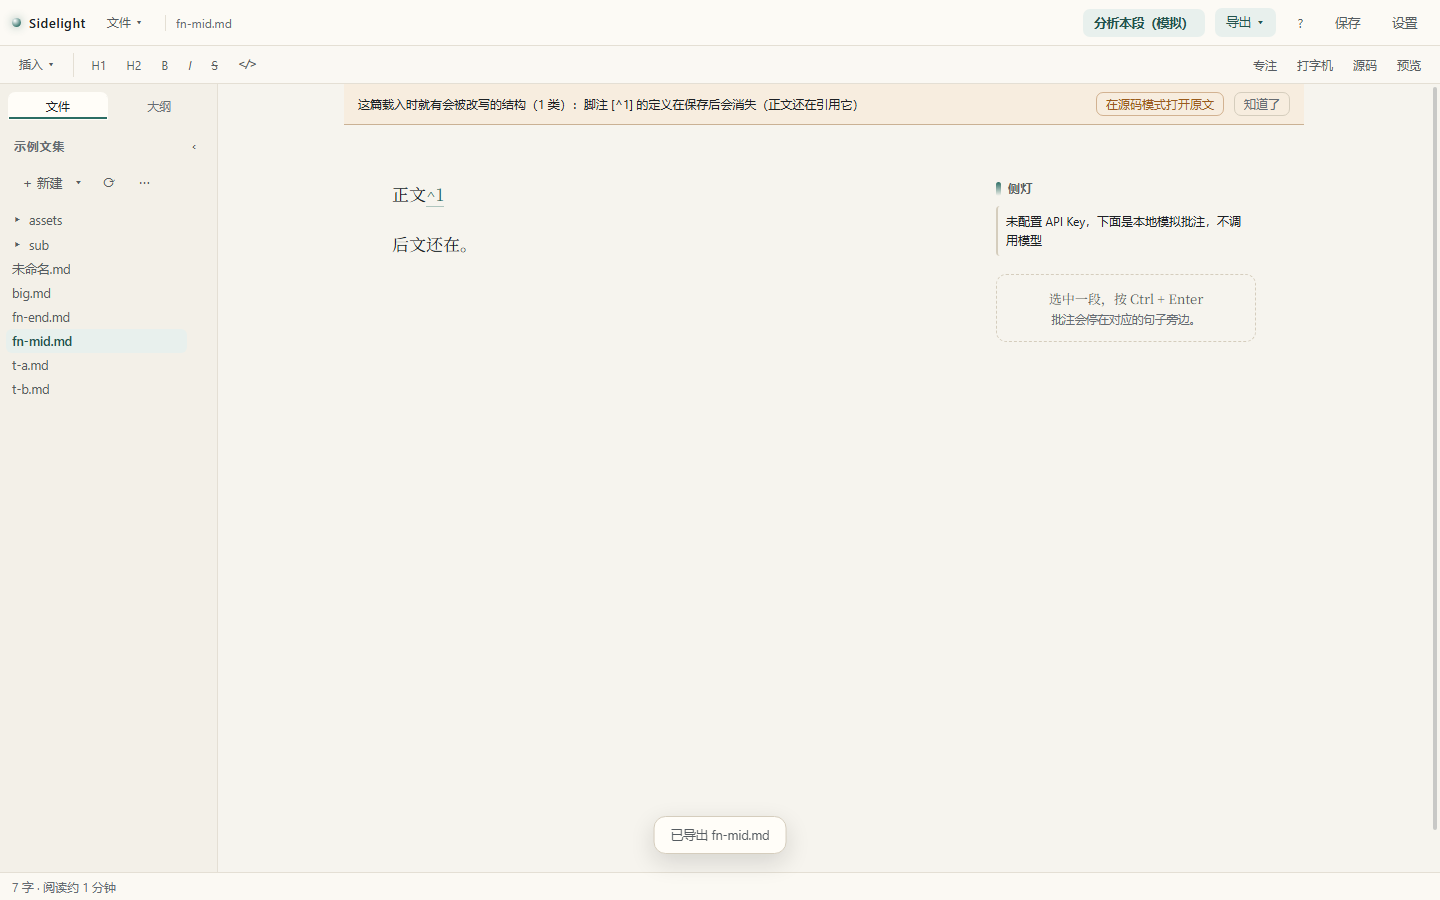 Sidelight 文件 fn-mid.md 分析本段（模拟） 导出 ? 保存 设置
插入 H1 H2 B I S </> 专注 打字机 源码 预览
文件 大纲
这篇载入时就有会被改写的结构（1 类）：脚注 [^1] 的定义在保存后会消失（正文还在引用它） 在源码模式打开原文 知道了
示例文集 ‹
+ 新建 ···
assets
sub
未命名.md
big.md
fn-end.md
fn-mid.md
t-a.md
t-b.md
正文^1
后文还在。
侧灯
未配置 API Key，下面是本地模拟批注，不调
用模型
选中一段，按 Ctrl + Enter
批注会停在对应的句子旁边。
已导出 fn-mid.md
7 字 · 阅读约 1 分钟